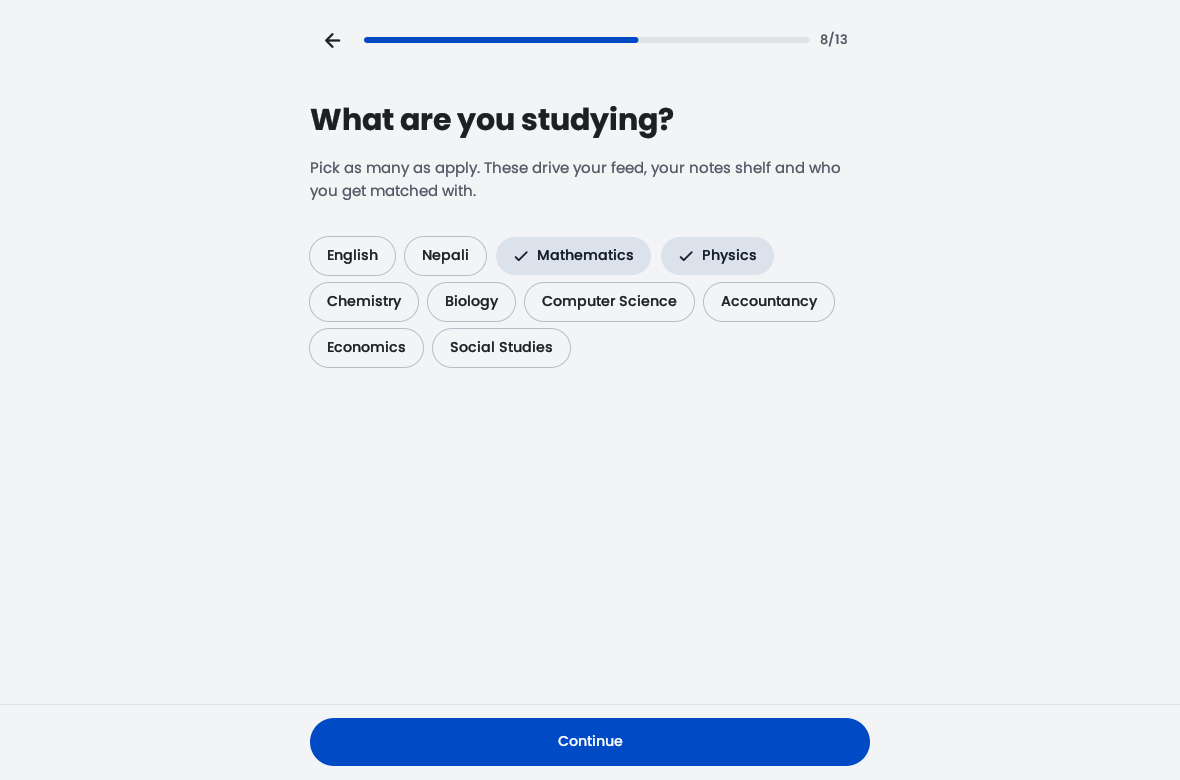 8/13
What are you studying?
Pick as many as apply. These drive your feed, your notes shelf and who
you get matched with.
English Nepali Mathematics Physics
Chemistry Biology Computer Science Accountancy
Economics Social Studies
Continue